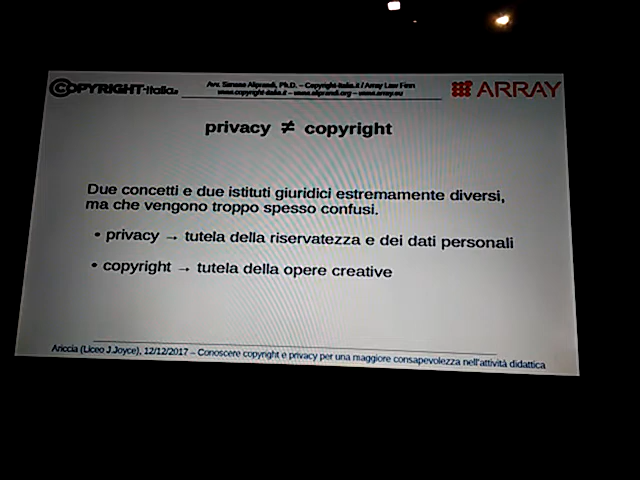 COPYRIGHT-Italia.it
Avv. Simone Aliprandi, Ph.D. – Copyright-Italia.it / Array Law Firm
www.copyright-italia.it – www.aliprandi.org – www.array.eu
ARRAY
privacy ≠ copyright
Due concetti e due istituti giuridici estremamente diversi,
ma che vengono troppo spesso confusi.
• privacy → tutela della riservatezza e dei dati personali
• copyright → tutela della opere creative
Ariccia (Liceo J.Joyce), 12/12/2017 – Conoscere copyright e privacy per una maggiore consapevolezza nell'attività didattica